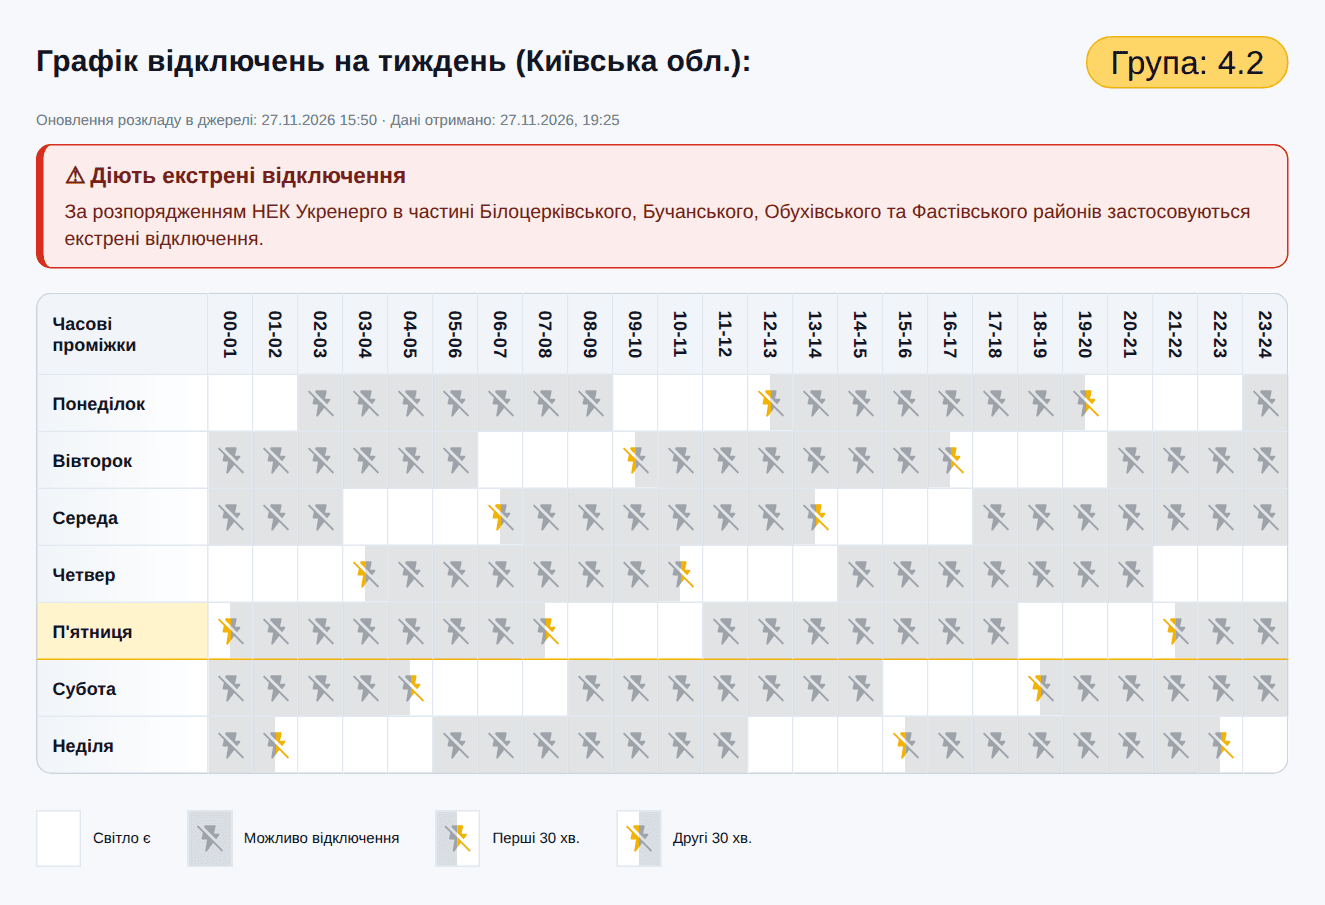 Графік відключень на тиждень (Київська обл.):
Група: 4.2
Оновлення розкладу в джерелі: 27.11.2026 15:50 · Дані отримано: 27.11.2026, 19:25
⚠ Діють екстрені відключення
За розпорядженням НЕК Укренерго в частині Білоцерківського, Бучанського, Обухівського та Фастівського районів застосовуються
екстрені відключення.
Часові
проміжки
00-01 01-02 02-03 03-04 04-05 05-06 06-07 07-08 08-09 09-10 10-11 11-12 12-13 13-14 14-15 15-16 16-17 17-18 18-19 19-20 20-21 21-22 22-23 23-24
Понеділок
Вівторок
Середа
Четвер
П'ятниця
Субота
Неділя
Світло є
Можливо відключення
Перші 30 хв.
Другі 30 хв.